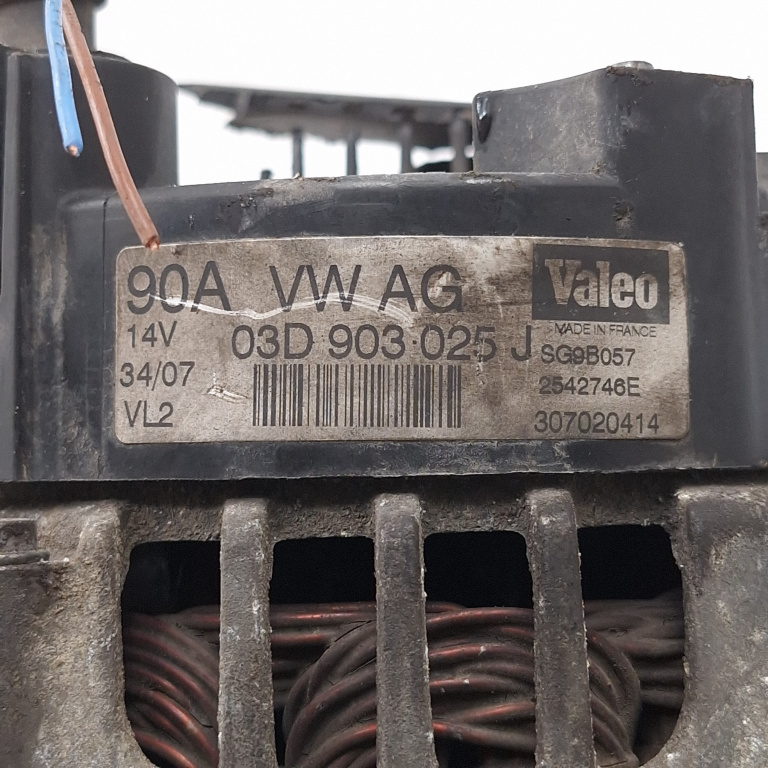 90A VW AG
14V
03D 903 025 J
34/07
VL2
Valeo
MADE IN FRANCE
SG9B057
2542746E
307020414